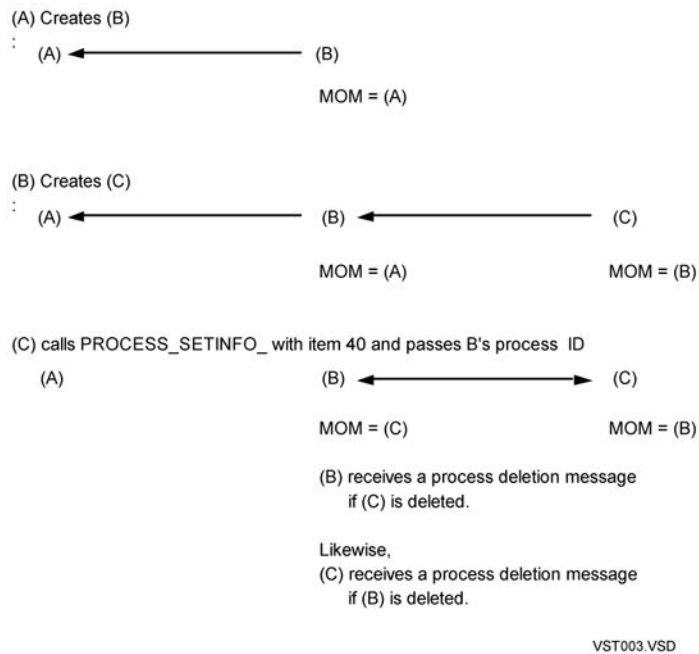 (A) Creates (B)
:
(A) (B)
MOM = (A)
(B) Creates (C)
:
(A) (B) (C)
MOM = (A) MOM = (B)
(C) calls PROCESS_SETINFO_ with item 40 and passes B's process ID
(A) (B) (C)
MOM = (C) MOM = (B)
(B) receives a process deletion message
if (C) is deleted.
Likewise,
(C) receives a process deletion message
if (B) is deleted.
VST003.VSD